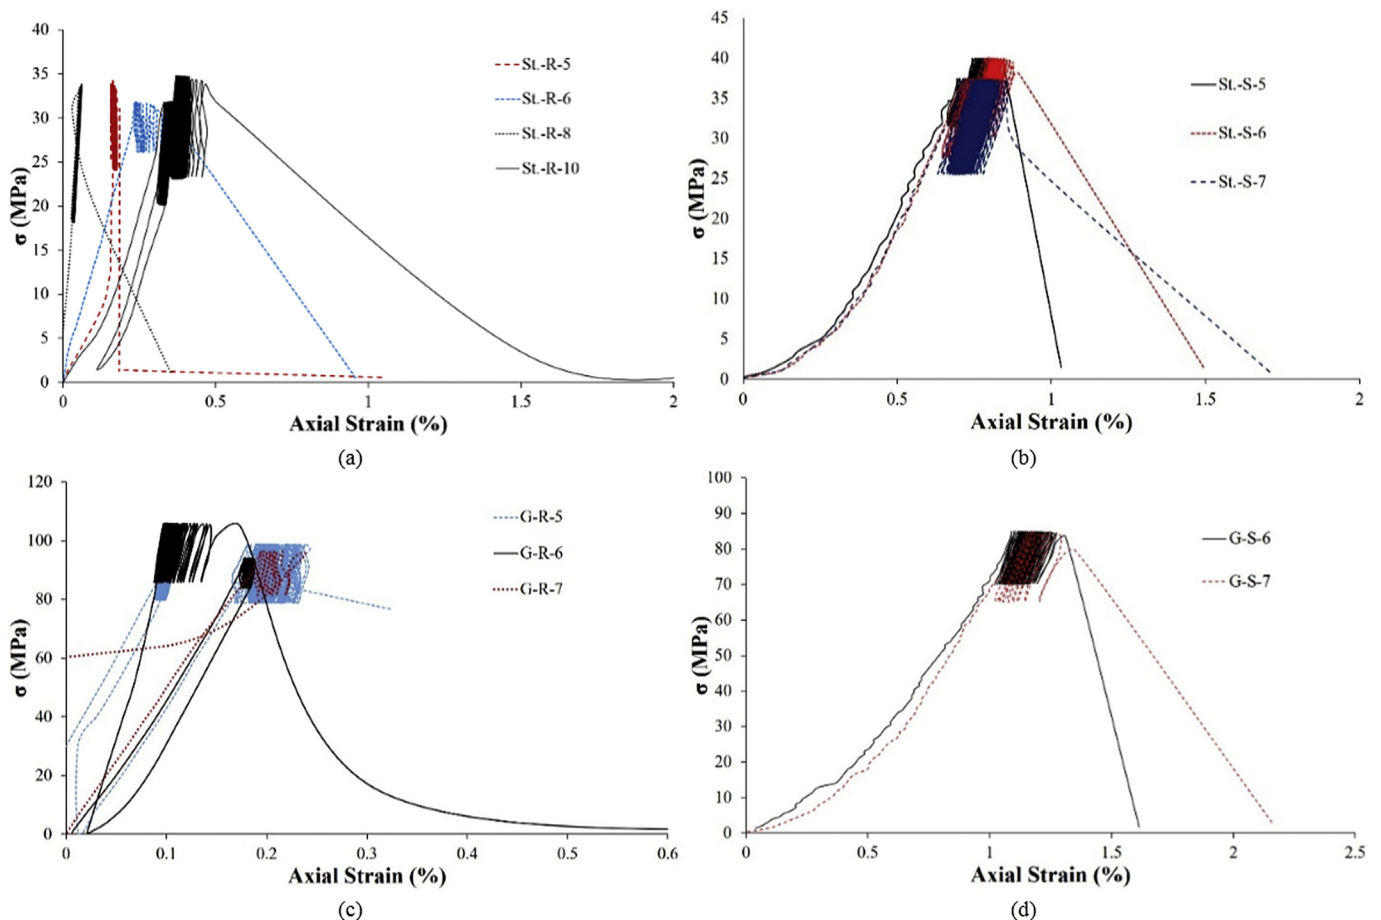 40
35
30
25
20
15
10
5
0
σ (MPa)
0
0.5
1
1.5
2
Axial Strain (%)
St.-R-5
St.-R-6
St.-R-8
St.-R-10
(a)
45
40
35
30
25
20
15
10
5
0
σ (MPa)
0
0.5
1
1.5
2
Axial Strain (%)
St.-S-5
St.-S-6
St.-S-7
(b)
120
100
80
60
40
20
0
σ (MPa)
0
0.1
0.2
0.3
0.4
0.5
0.6
Axial Strain (%)
G-R-5
G-R-6
G-R-7
(c)
100
90
80
70
60
50
40
30
20
10
0
σ (MPa)
0
0.5
1
1.5
2
2.5
Axial Strain (%)
G-S-6
G-S-7
(d)